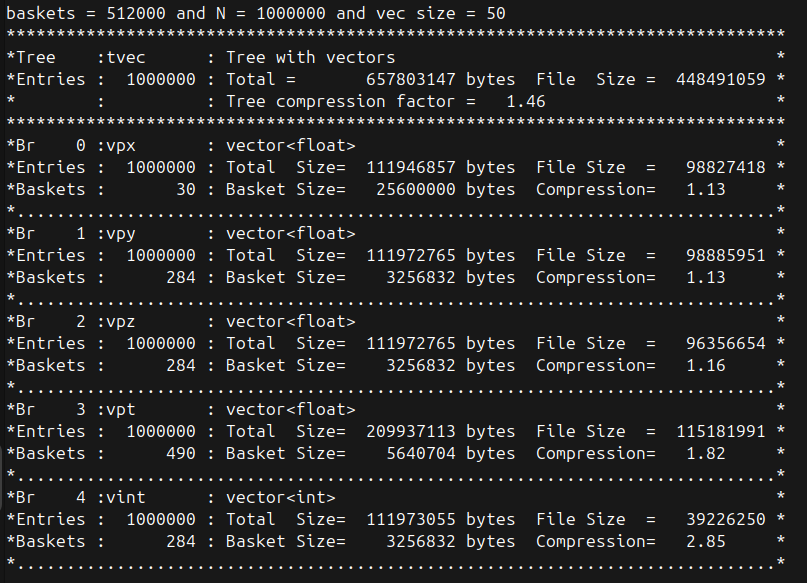 baskets = 512000 and N = 1000000 and vec size = 50
******************************************************************************
*Tree    :tvec      : Tree with vectors                                      *
*Entries :  1000000 : Total =       657803147 bytes  File  Size =  448491059 *
*        :          : Tree compression factor =   1.46                       *
******************************************************************************
*Br    0 :vpx       : vector<float>                                          *
*Entries :  1000000 : Total  Size=  111946857 bytes  File Size  =   98827418 *
*Baskets :       30 : Basket Size=   25600000 bytes  Compression=   1.13     *
*............................................................................*
*Br    1 :vpy       : vector<float>                                          *
*Entries :  1000000 : Total  Size=  111972765 bytes  File Size  =   98885951 *
*Baskets :      284 : Basket Size=    3256832 bytes  Compression=   1.13     *
*............................................................................*
*Br    2 :vpz       : vector<float>                                          *
*Entries :  1000000 : Total  Size=  111972765 bytes  File Size  =   96356654 *
*Baskets :      284 : Basket Size=    3256832 bytes  Compression=   1.16     *
*............................................................................*
*Br    3 :vpt       : vector<float>                                          *
*Entries :  1000000 : Total  Size=  209937113 bytes  File Size  =  115181991 *
*Baskets :      490 : Basket Size=    5640704 bytes  Compression=   1.82     *
*............................................................................*
*Br    4 :vint      : vector<int>                                            *
*Entries :  1000000 : Total  Size=  111973055 bytes  File Size  =   39226250 *
*Baskets :      284 : Basket Size=    3256832 bytes  Compression=   2.85     *
*............................................................................*